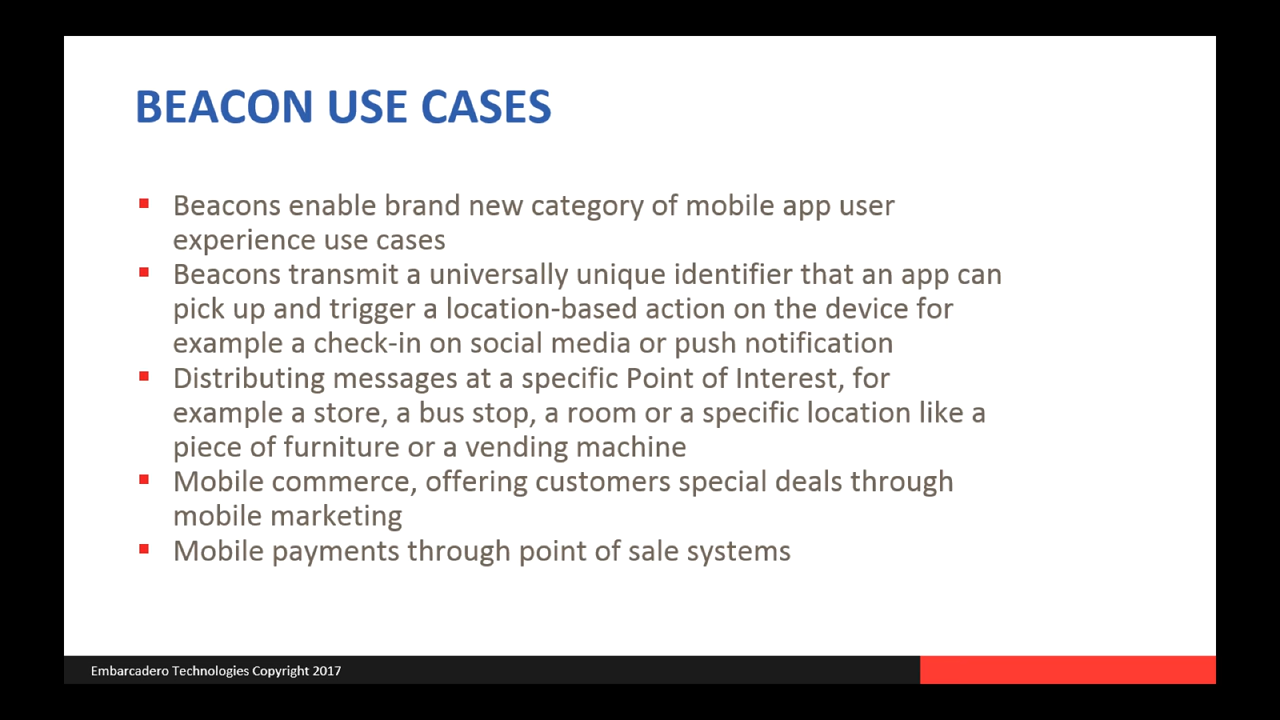 BEACON USE CASES
Beacons enable brand new category of mobile app user
experience use cases
Beacons transmit a universally unique identifier that an app can
pick up and trigger a location-based action on the device for
example a check-in on social media or push notification
Distributing messages at a specific Point of Interest, for
example a store, a bus stop, a room or a specific location like a
piece of furniture or a vending machine
Mobile commerce, offering customers special deals through
mobile marketing
Mobile payments through point of sale systems
Embarcadero Technologies Copyright 2017